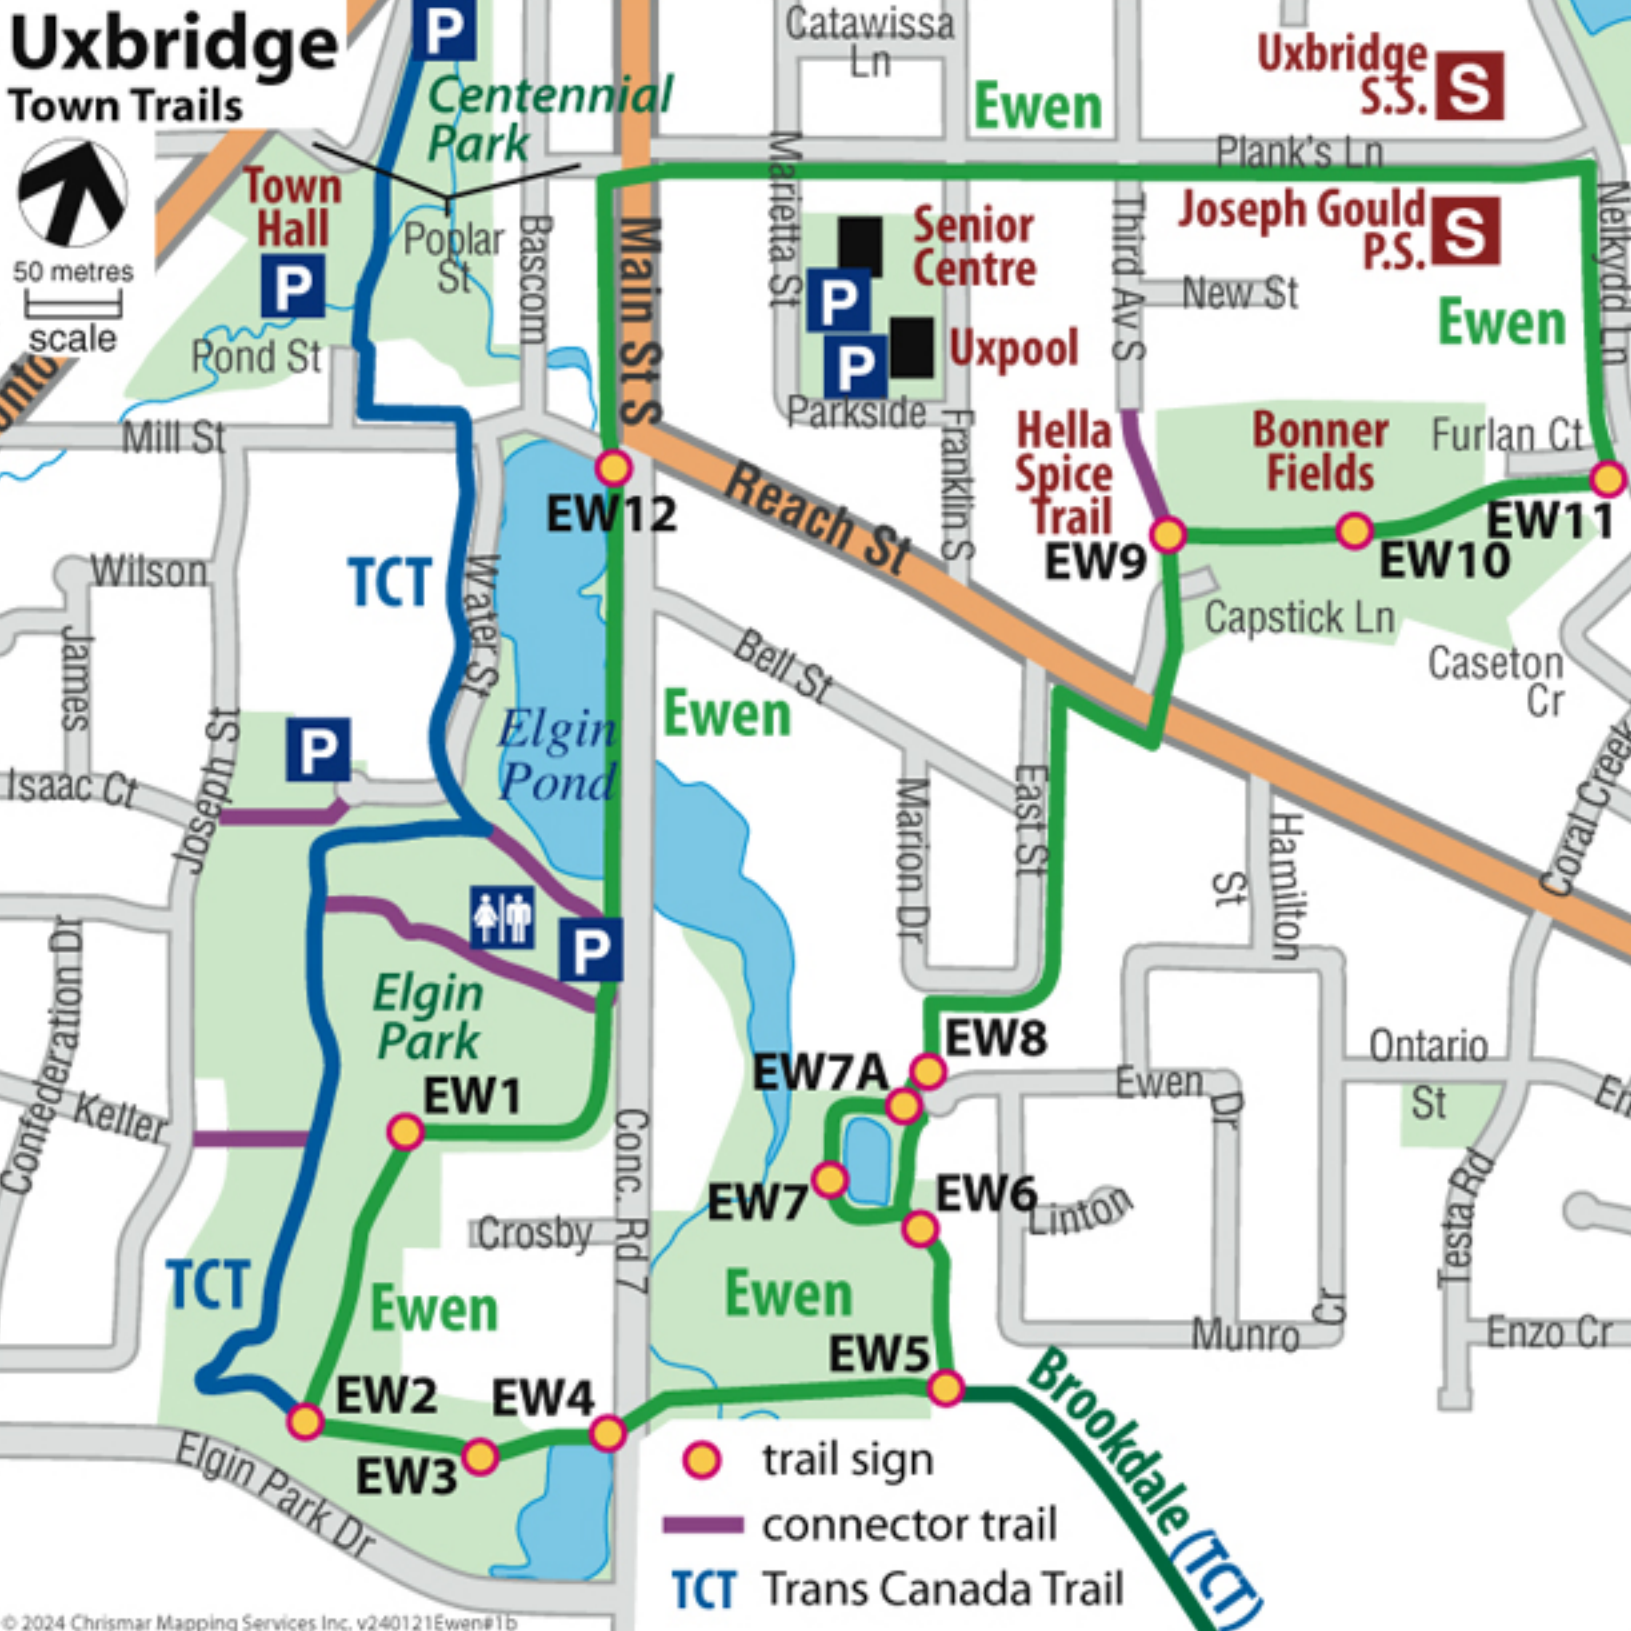 Uxbridge
Town Trails
50 metres
scale
P
Centennial
Park
Catawissa
Ln
Ewen
Uxbridge
S.S.
S
Plank's Ln
Town
Hall
P
Poplar
St
Bascom
Main St S
Marietta St
Senior
Centre
P
P
Uxpool
Third Av S
Joseph Gould
P.S.
S
New St
Ewen
Nelkydd Ln
Pond St
Mill St
Parkside
Franklin S
Hella
Spice
Trail
Bonner
Fields
Furlan Ct
EW12
Reach St
EW9
EW10
EW11
Wilson
TCT
Water St
James
Capstick Ln
Caseton
Cr
Bell St
Ewen
Elgin
Pond
P
Isaac Ct
Joseph St
Marion Dr
East St
Hamilton
St
Coral Creek
P
Elgin
Park
Confederation Dr
Keller
EW1
Conc. Rd 7
EW8
EW7A
Ewen Dr
Ontario
St
EW7
EW6
Linton
Testa Rd
Crosby
TCT
Ewen
Ewen
Munro
Cr
Enzo Cr
EW2
EW4
EW5
EW3
Elgin Park Dr
Brookdale (TCT)
trail sign
connector trail
TCT Trans Canada Trail
© 2024 Chrismar Mapping Services Inc. v240121Ewen#1b